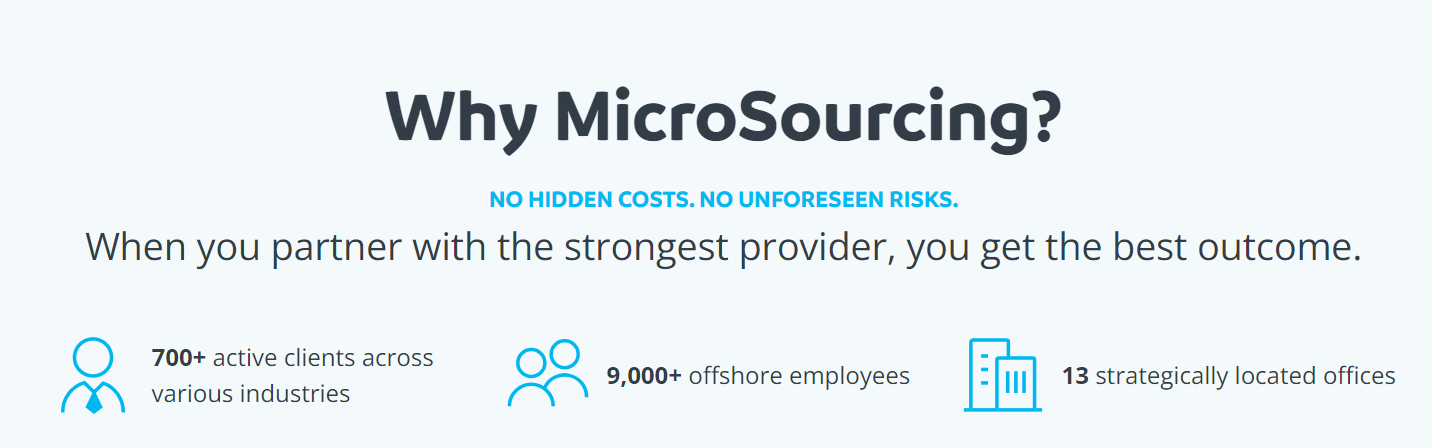 Why MicroSourcing?
NO HIDDEN COSTS. NO UNFORESEEN RISKS.
When you partner with the strongest provider, you get the best outcome.
700+ active clients across
various industries
9,000+ offshore employees
13 strategically located offices